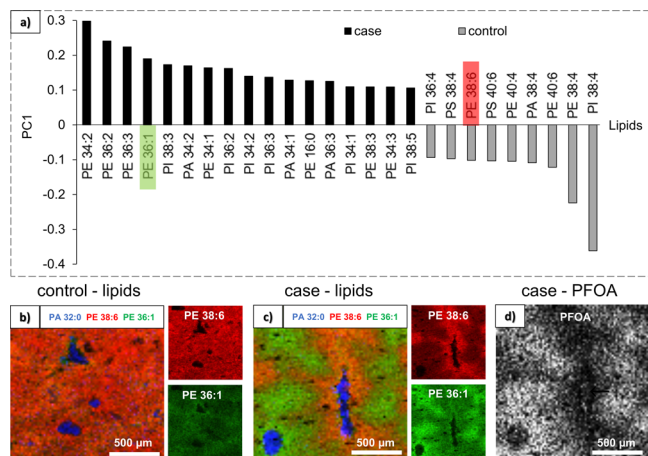 a)
0.3
0.2
0.1
0
-0.1
-0.2
-0.3
-0.4
PC1
case
control
PE 34:2
PE 36:2
PE 36:3
PE 36:1
PI 38:3
PA 34:2
PE 34:1
PI 36:2
PI 34:2
PI 36:3
PA 34:1
PE 16:0
PA 36:2
PI 34:1
PE 38:3
PE 34:3
PI 38:5
PI 36:4
PS 38:4
PE 38:6
PS 40:6
PE 40:4
PA 38:4
PE 40:6
PE 38:4
PI 38:4
Lipids
control - lipids
case - lipids
case - PFOA
b)
PA 32:0 PE 38:6 PE 36:1
500 µm
PE 38:6
PE 36:1
c)
PA 32:0 PE 38:6 PE 36:1
500 µm
PE 38:6
PE 36:1
d)
PFOA
500 µm